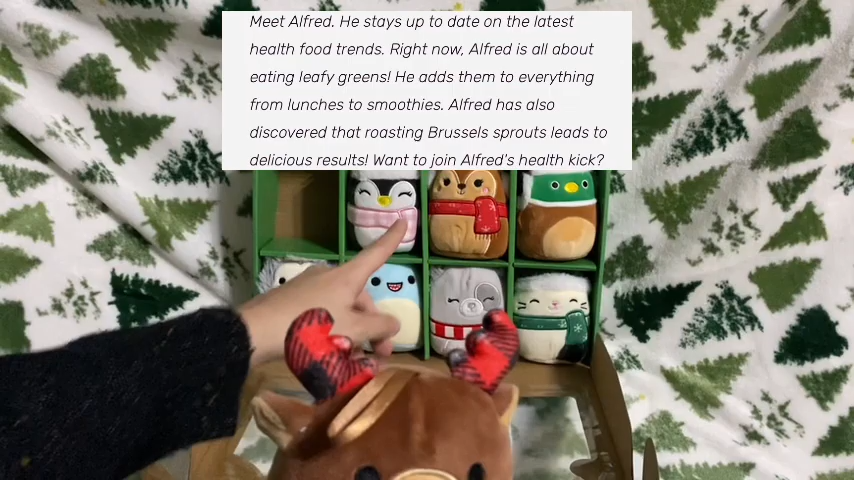 Meet Alfred. He stays up to date on the latest
health food trends. Right now, Alfred is all about
eating leafy greens! He adds them to everything
from lunches to smoothies. Alfred has also
discovered that roasting Brussels sprouts leads to
delicious results! Want to join Alfred's health kick?